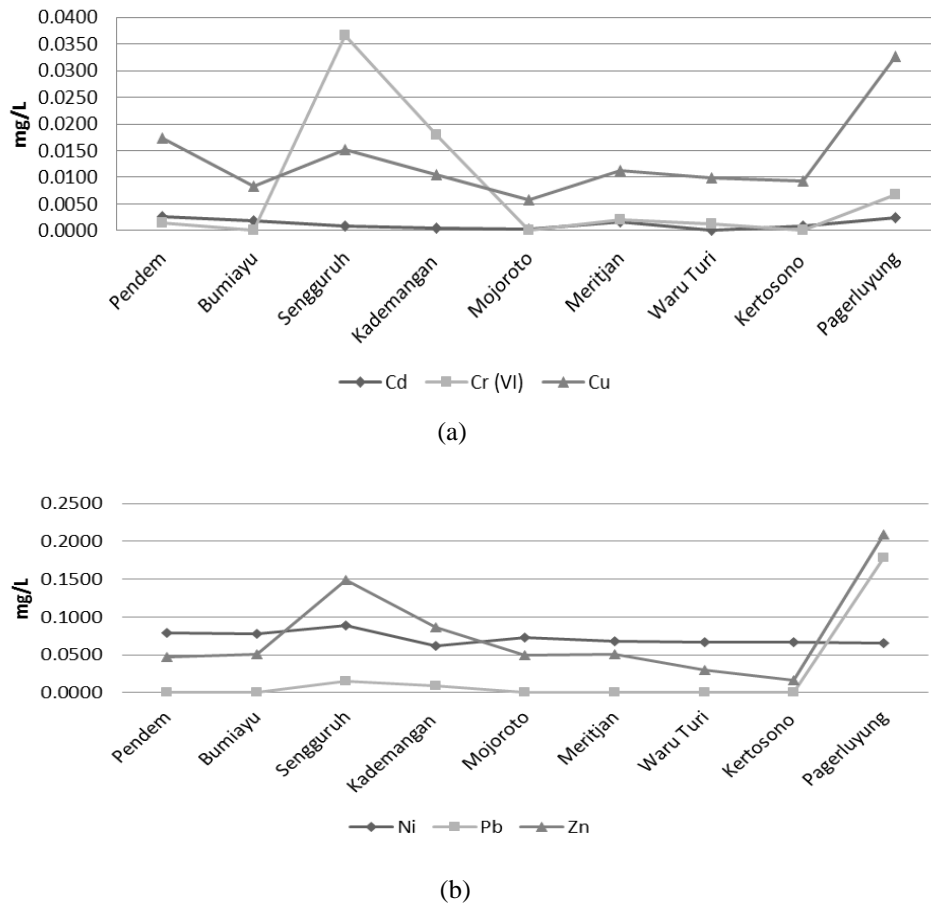 0.0400
0.0350
0.0300
0.0250
0.0200
0.0150
0.0100
0.0050
0.0000
mg/L
Pendem
Bumiayu
Sengguruh
Kademangan
Mojoroto
Meritjan
Waru Turi
Kertosono
Pagerluyung
Cd Cr (VI) Cu
(a)
0.2500
0.2000
0.1500
0.1000
0.0500
0.0000
mg/L
Pendem
Bumiayu
Sengguruh
Kademangan
Mojoroto
Meritjan
Waru Turi
Kertosono
Pagerluyung
Ni Pb Zn
(b)